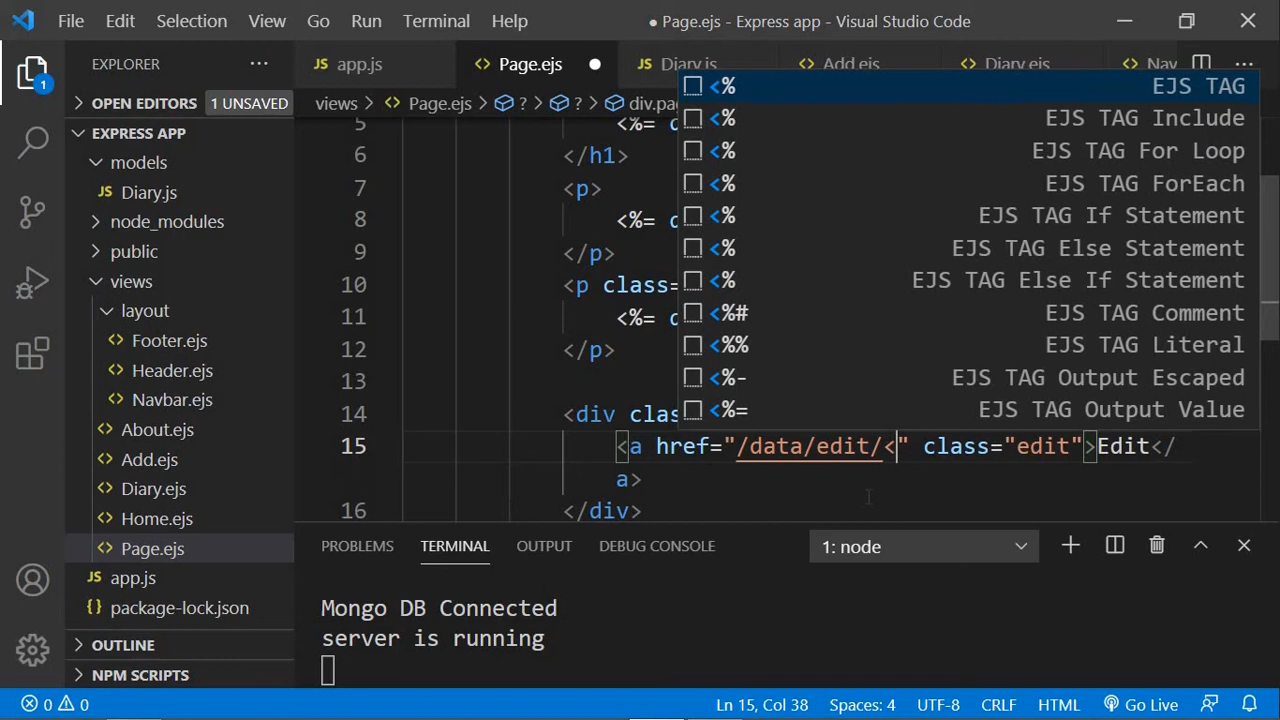 File Edit Selection View Go Run Terminal Help ● Page.ejs - Express app - Visual Studio Code
EXPLORER ···
app.js Page.ejs Diary.js Add.ejs Diary.ejs Nav
OPEN EDITORS 1 UNSAVED
views > Page.ejs > ? > ? > div.pa
EXPRESS APP
models
Diary.js
node_modules
public
views
layout
Footer.ejs
Header.ejs
Navbar.ejs
About.ejs
Add.ejs
Diary.ejs
Home.ejs
Page.ejs
app.js
package-lock.json
OUTLINE
NPM SCRIPTS
1
5 <%= d
6 </h1>
7 <p>
8 <%= d
9 </p>
10 <p class=
11 <%= d
12 </p>
13
14 <div clas
15 <a href="/data/edit/<" class="edit">Edit</
a>
16 </div>
<% EJS TAG
<% EJS TAG Include
<% EJS TAG For Loop
<% EJS TAG ForEach
<% EJS TAG If Statement
<% EJS TAG Else Statement
<% EJS TAG Else If Statement
<%# EJS TAG Comment
<%% EJS TAG Literal
<%- EJS TAG Output Escaped
<%= EJS TAG Output Value
PROBLEMS TERMINAL OUTPUT DEBUG CONSOLE 1: node
Mongo DB Connected
server is running
0 0 Ln 15, Col 38 Spaces: 4 UTF-8 CRLF HTML Go Live